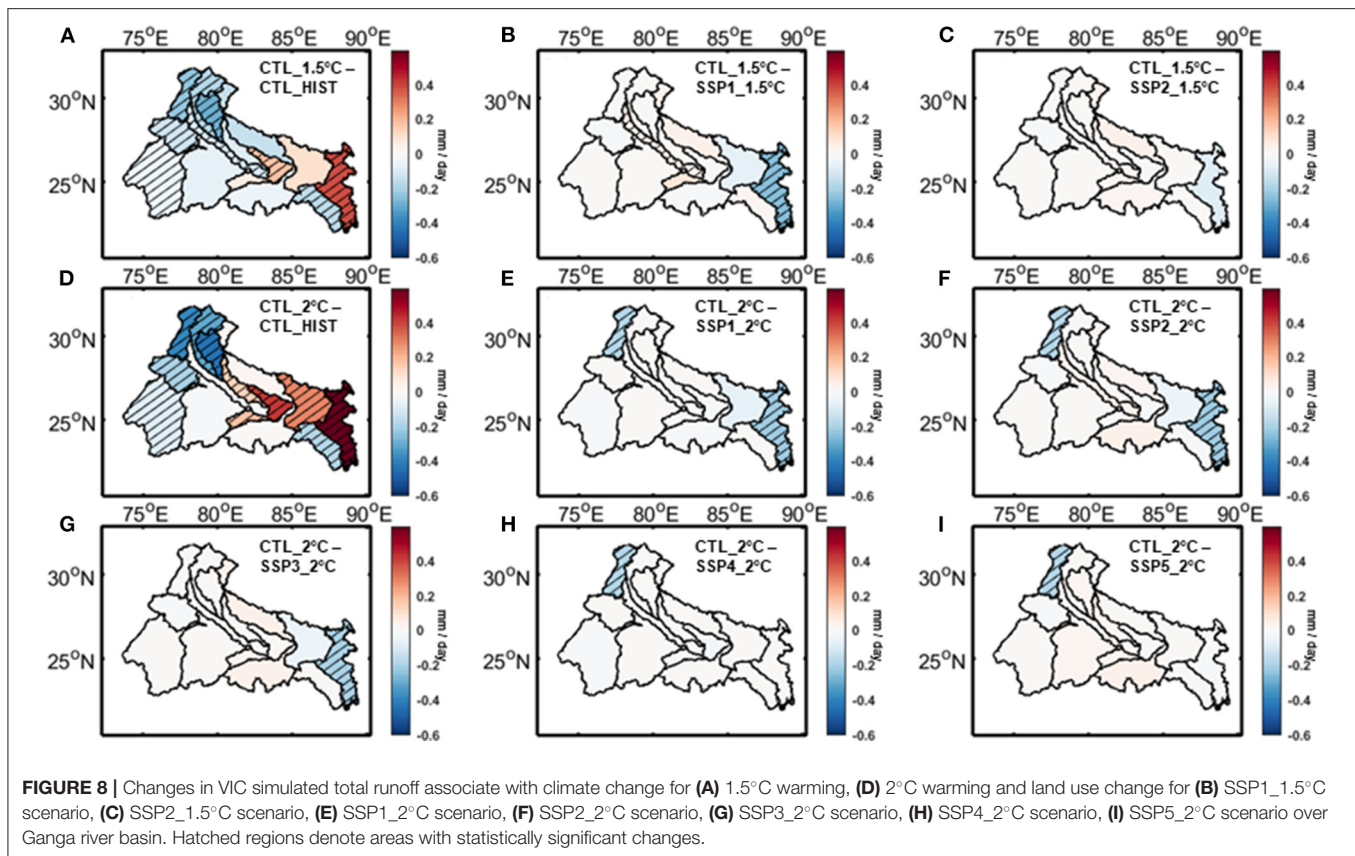 A
75°E 80°E 85°E 90°E
CTL_1.5°C –
CTL_HIST
30°N
25°N
0.4
0.2
0
-0.2
-0.4
-0.6
mm / day
B
75°E 80°E 85°E 90°E
CTL_1.5°C –
SSP1_1.5°C
30°N
25°N
0.4
0.2
0
-0.2
-0.4
-0.6
mm / day
C
75°E 80°E 85°E 90°E
CTL_1.5°C –
SSP2_1.5°C
30°N
25°N
0.4
0.2
0
-0.2
-0.4
-0.6
mm / day
D
75°E 80°E 85°E 90°E
CTL_2°C –
CTL_HIST
30°N
25°N
0.4
0.2
0
-0.2
-0.4
-0.6
mm / day
E
75°E 80°E 85°E 90°E
CTL_2°C –
SSP1_2°C
30°N
25°N
0.4
0.2
0
-0.2
-0.4
-0.6
mm / day
F
75°E 80°E 85°E 90°E
CTL_2°C –
SSP2_2°C
30°N
25°N
0.4
0.2
0
-0.2
-0.4
-0.6
mm / day
G
75°E 80°E 85°E 90°E
CTL_2°C –
SSP3_2°C
30°N
25°N
0.4
0.2
0
-0.2
-0.4
-0.6
mm / day
H
75°E 80°E 85°E 90°E
CTL_2°C –
SSP4_2°C
30°N
25°N
0.4
0.2
0
-0.2
-0.4
-0.6
mm / day
I
75°E 80°E 85°E 90°E
CTL_2°C –
SSP5_2°C
30°N
25°N
0.4
0.2
0
-0.2
-0.4
-0.6
mm / day
FIGURE 8 | Changes in VIC simulated total runoff associate with climate change for (A) 1.5°C warming, (D) 2°C warming and land use change for (B) SSP1_1.5°C
scenario, (C) SSP2_1.5°C scenario, (E) SSP1_2°C scenario, (F) SSP2_2°C scenario, (G) SSP3_2°C scenario, (H) SSP4_2°C scenario, (I) SSP5_2°C scenario over
Ganga river basin. Hatched regions denote areas with statistically significant changes.